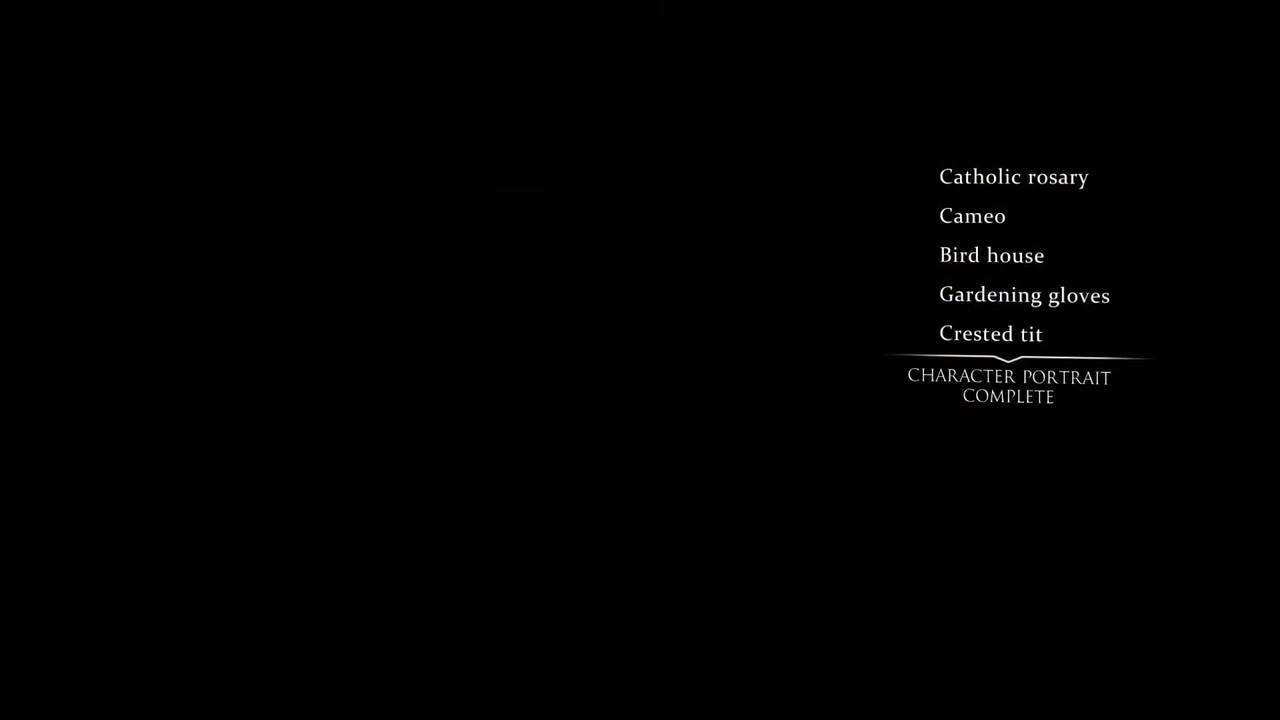 Catholic rosary
Cameo
Bird house
Gardening gloves
Crested tit
CHARACTER PORTRAIT
COMPLETE